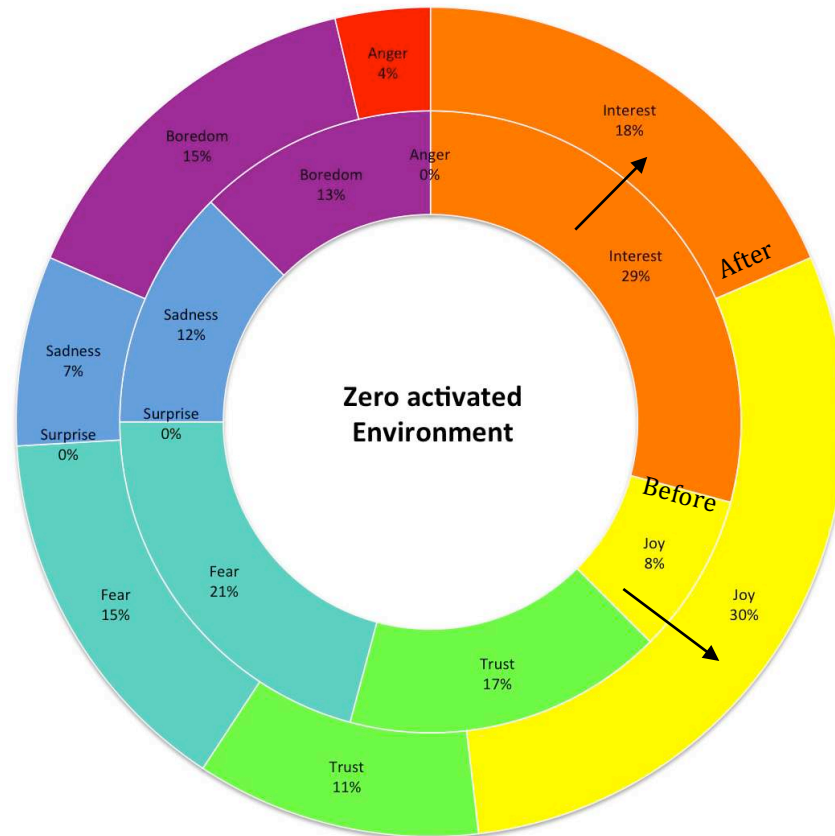 Anger
4%
Interest
18%
Boredom
15%
Anger
0%
Boredom
13%
Interest
29%
After
Sadness
12%
Sadness
7%
Surprise
0%
Surprise
0%
Zero activated
Environment
Before
Joy
8%
Joy
30%
Fear
21%
Fear
15%
Trust
17%
Trust
11%